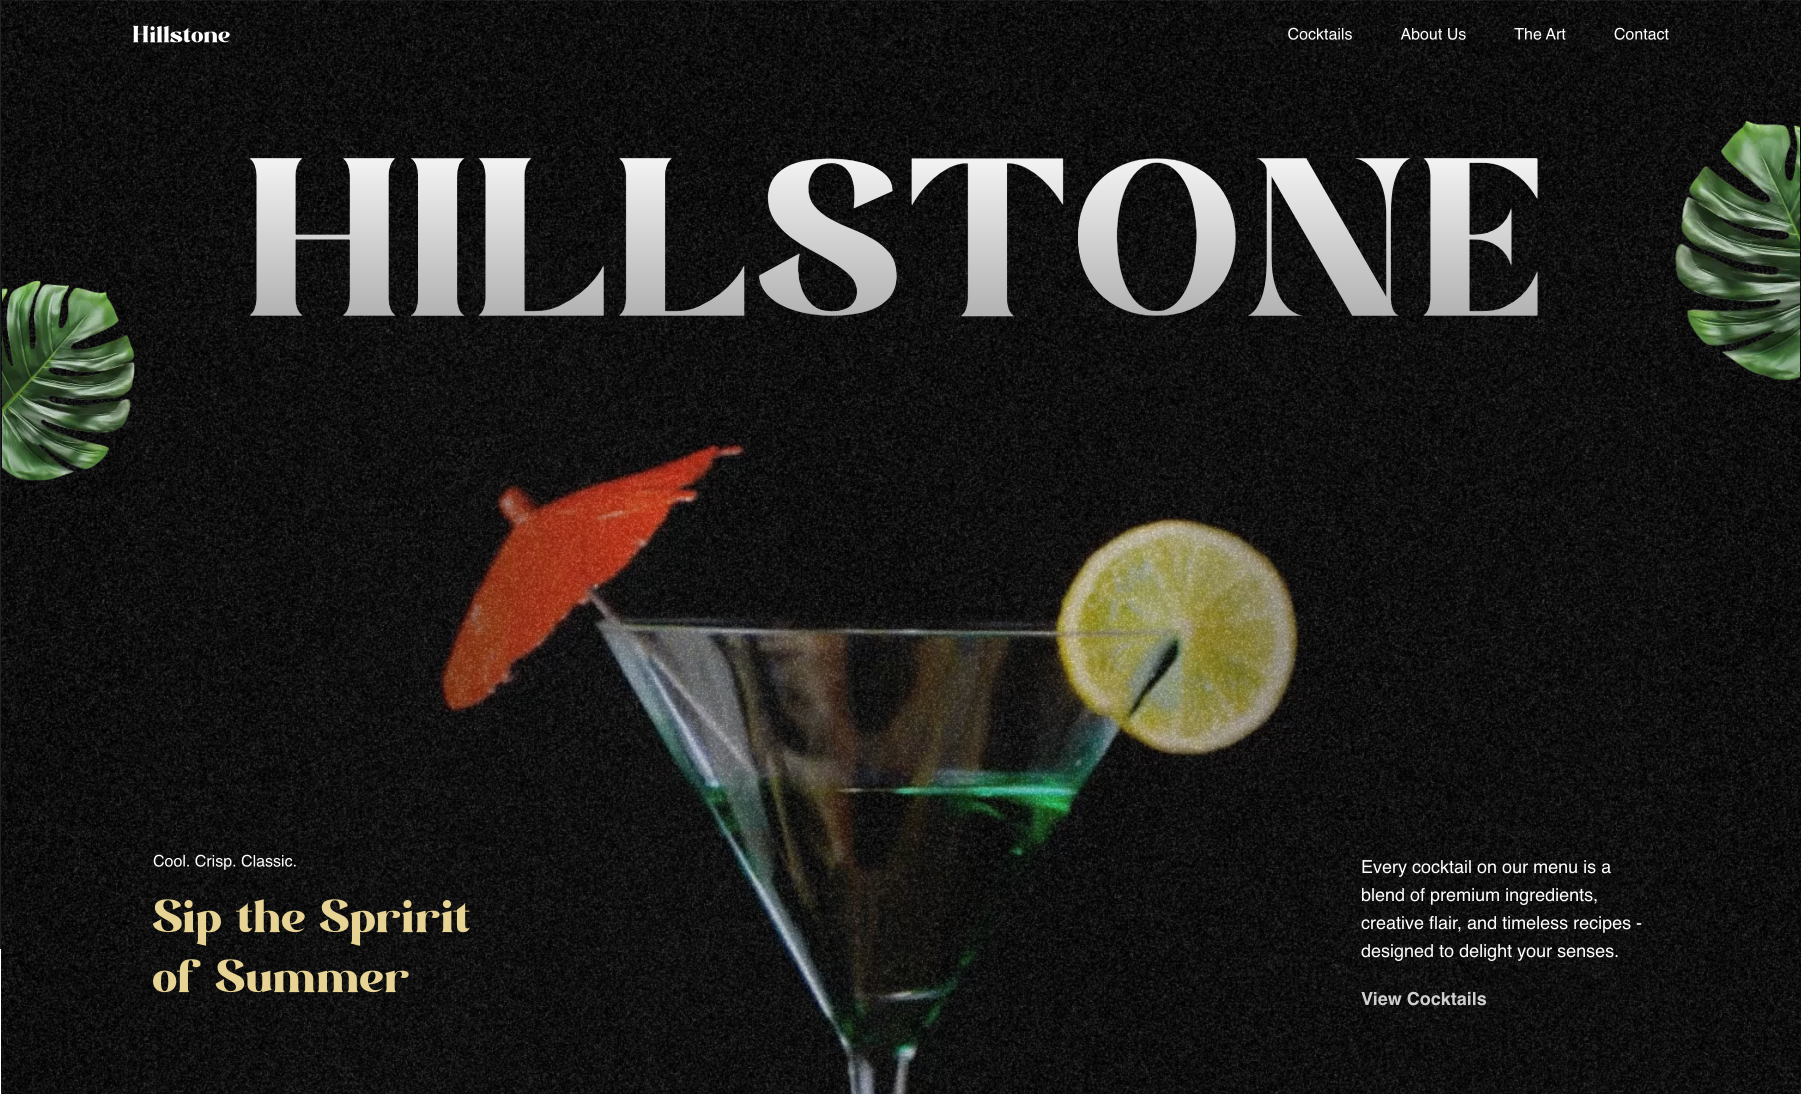 Hillstone
Cocktails About Us The Art Contact
HILLSTONE
Cool. Crisp. Classic.
Sip the Spririt
of Summer
Every cocktail on our menu is a
blend of premium ingredients,
creative flair, and timeless recipes -
designed to delight your senses.
View Cocktails